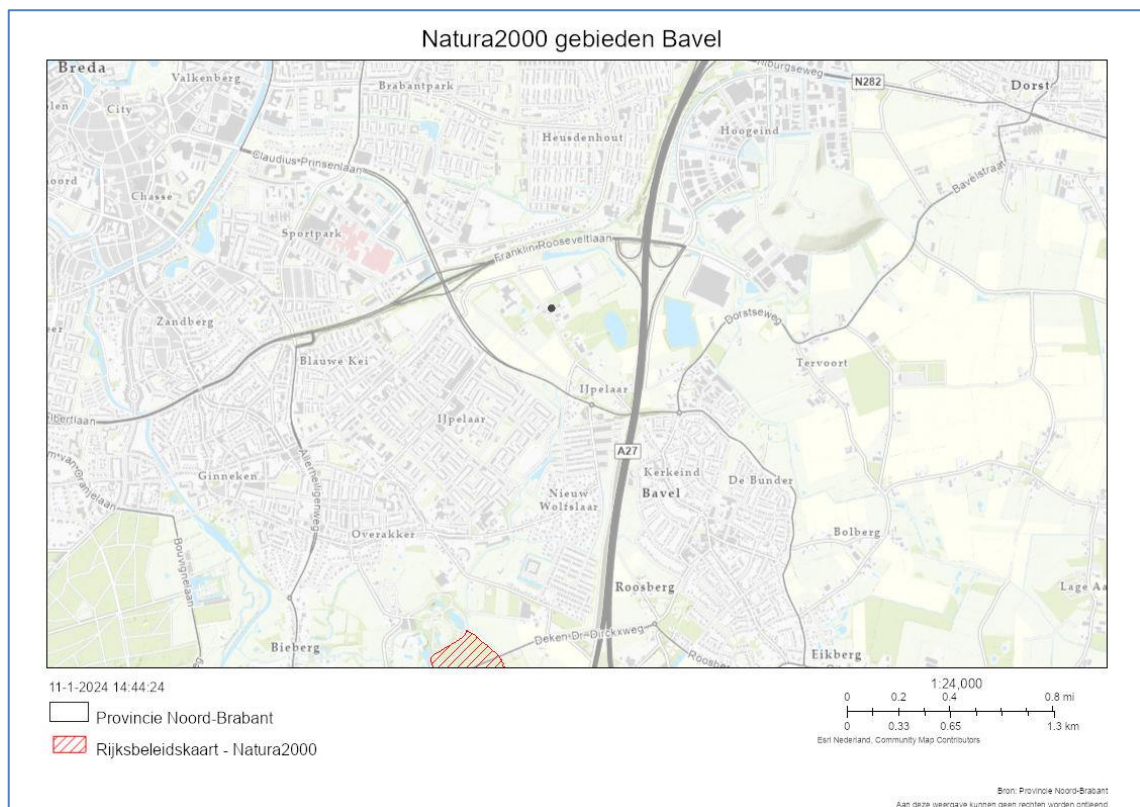 Natura2000 gebieden Bavel
Breda
Valkenberg
Brabantpark
N282
Dorst
City
Heusdenhout
Hoogeind
Claudius-Prinsenlaan
Bavelstraat
Chasse
Sportpark
Franklin-Rooseveltlaan
Zandberg
Dorstseweg
Blauwe Kei
Tervoort
IJpelaar
IJpelaar
A27
Ginneken
Allerheiligenweg
Kerkeind
Bavel
De Bunder
Nieuw
Wolfslaar
Overakker
Bolberg
Bouvignelaan
Roosberg
Lage Aa
Bieberg
Deken-Dr.-Dirckxweg
Roosbe
Eikberg
11-1-2024 14:44:24
1:24,000
0 0.2 0.4 0.8 mi
0 0.33 0.65 1.3 km
Provincie Noord-Brabant
Rijksbeleidskaart - Natura2000
Esri Nederland, Community Map Contributors
Bron: Provincie Noord-Brabant
Aan deze weergave kunnen geen rechten worden ontleend